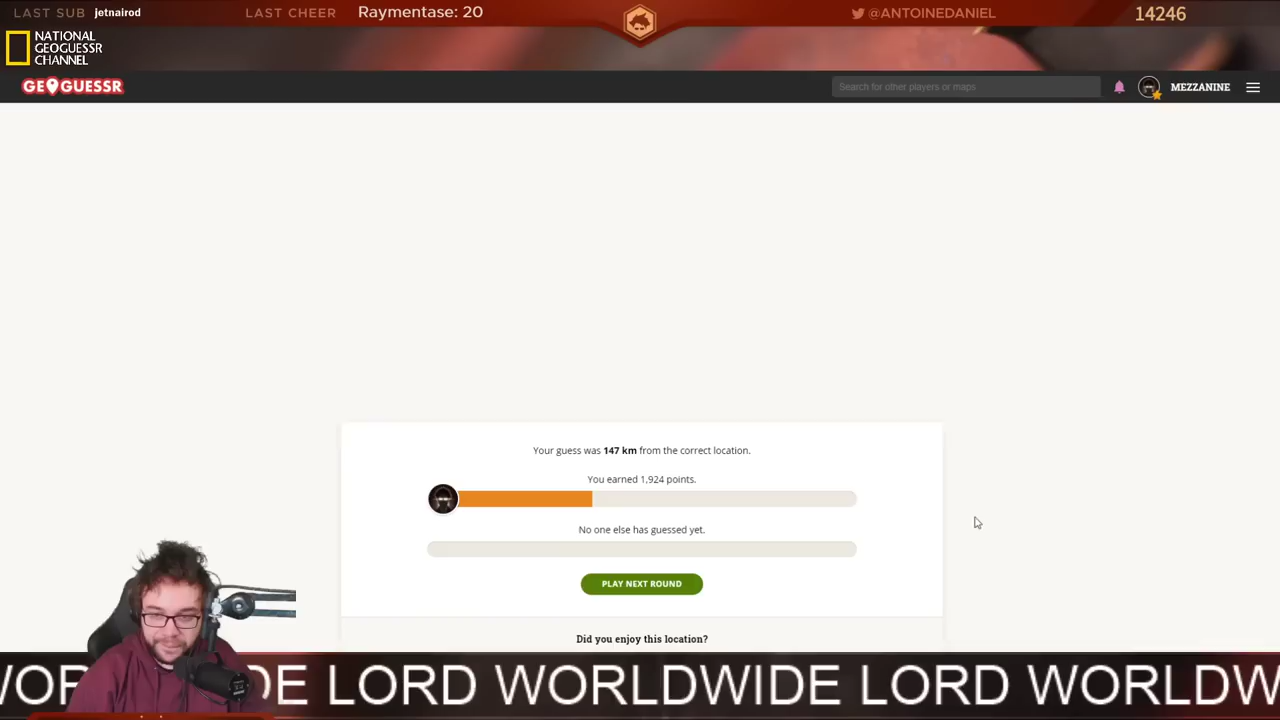 LAST SUB jetnairod LAST CHEER Raymentase: 20 @ANTOINEDANIEL 14246
NATIONAL
GEOGUESSR
CHANNEL
GEOGUESSR Search for other players or maps MEZZANINE
Your guess was 147 km from the correct location.
You earned 1,924 points.
No one else has guessed yet.
PLAY NEXT ROUND
Did you enjoy this location?
WOR DE LORD WORLDWIDE LORD WORLDW